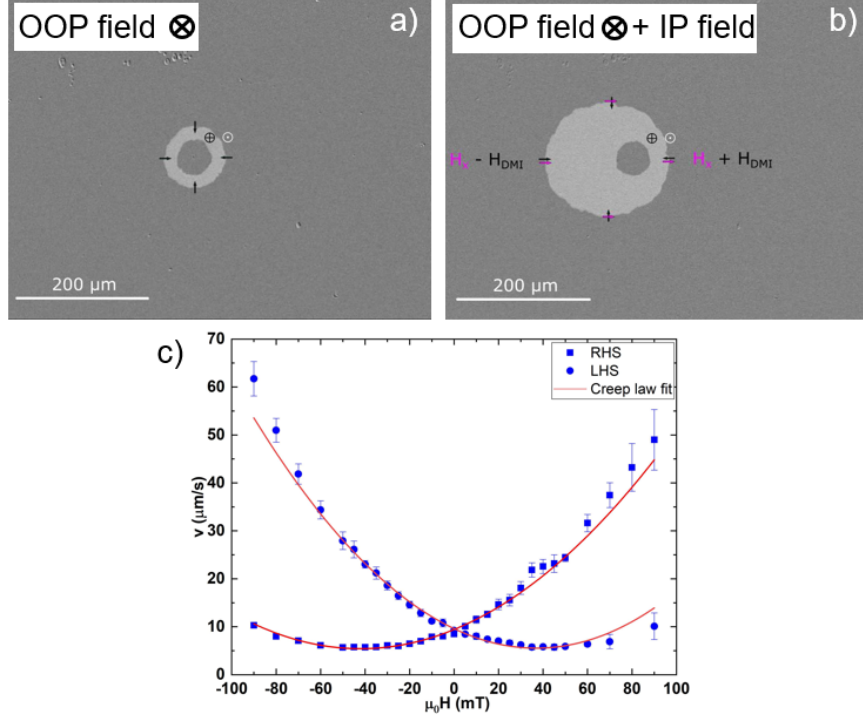 OOP field ⊗
a)
200 µm
OOP field ⊗ + IP field
b)
Hₓ - H_DMI
Hₓ + H_DMI
200 µm
c)
RHS
LHS
Creep law fit
v (µm/s)
70
60
50
40
30
20
10
0
-100 -80 -60 -40 -20 0 20 40 60 80 100
µ₀H (mT)